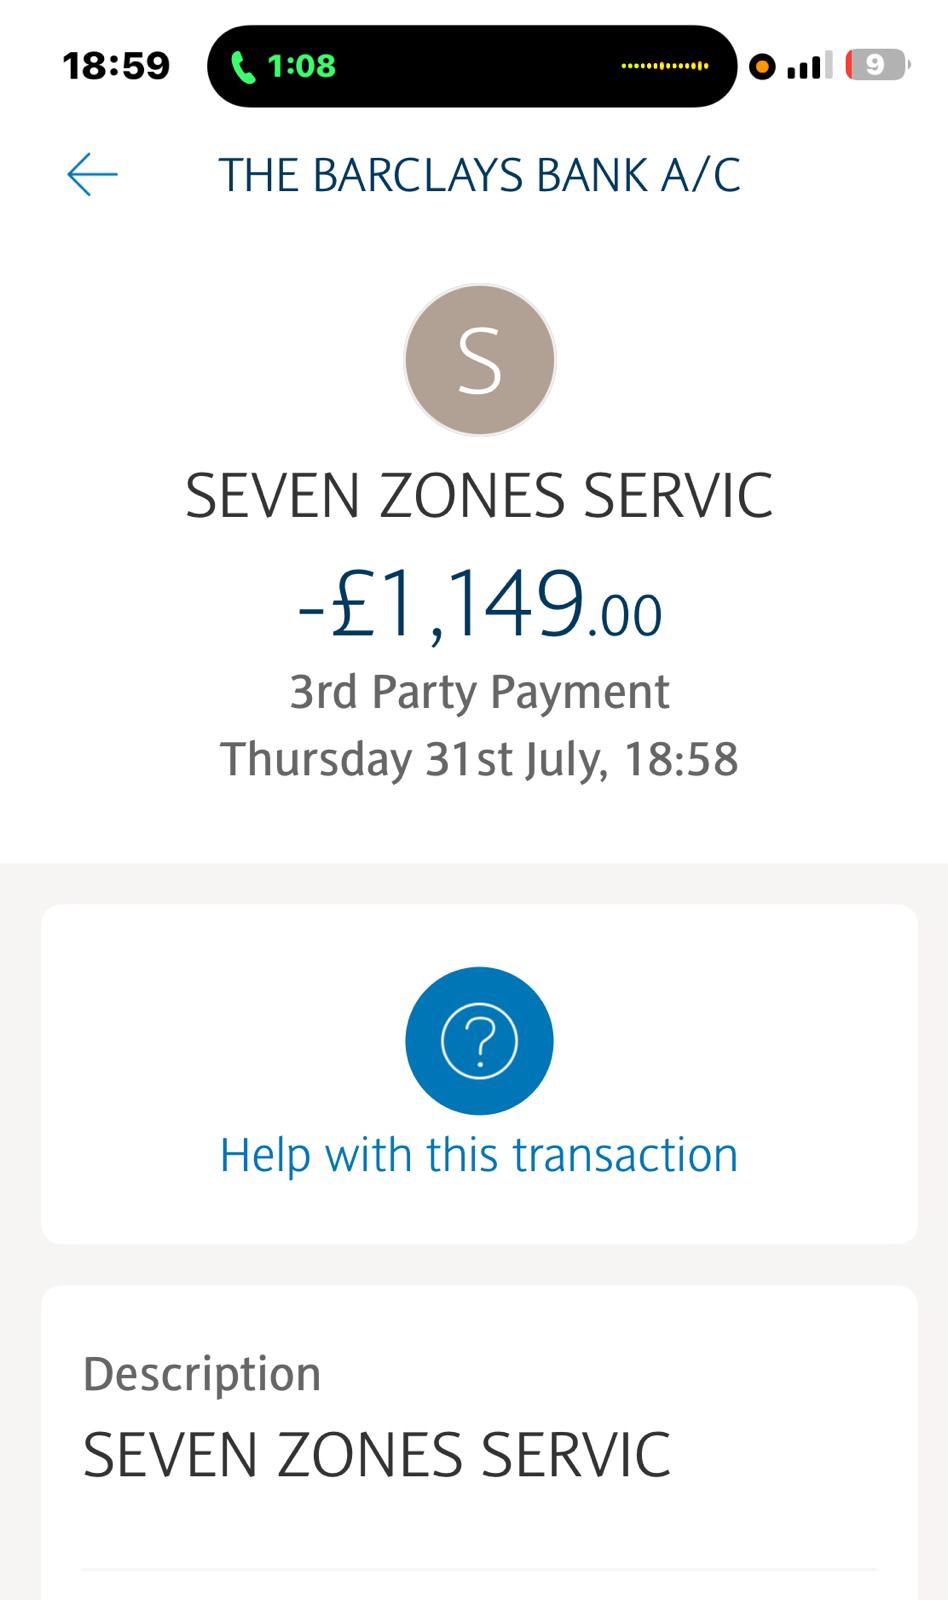 18:59 1:08 9
THE BARCLAYS BANK A/C
S
SEVEN ZONES SERVIC
-£1,149.00
3rd Party Payment
Thursday 31st July, 18:58
?
Help with this transaction
Description
SEVEN ZONES SERVIC